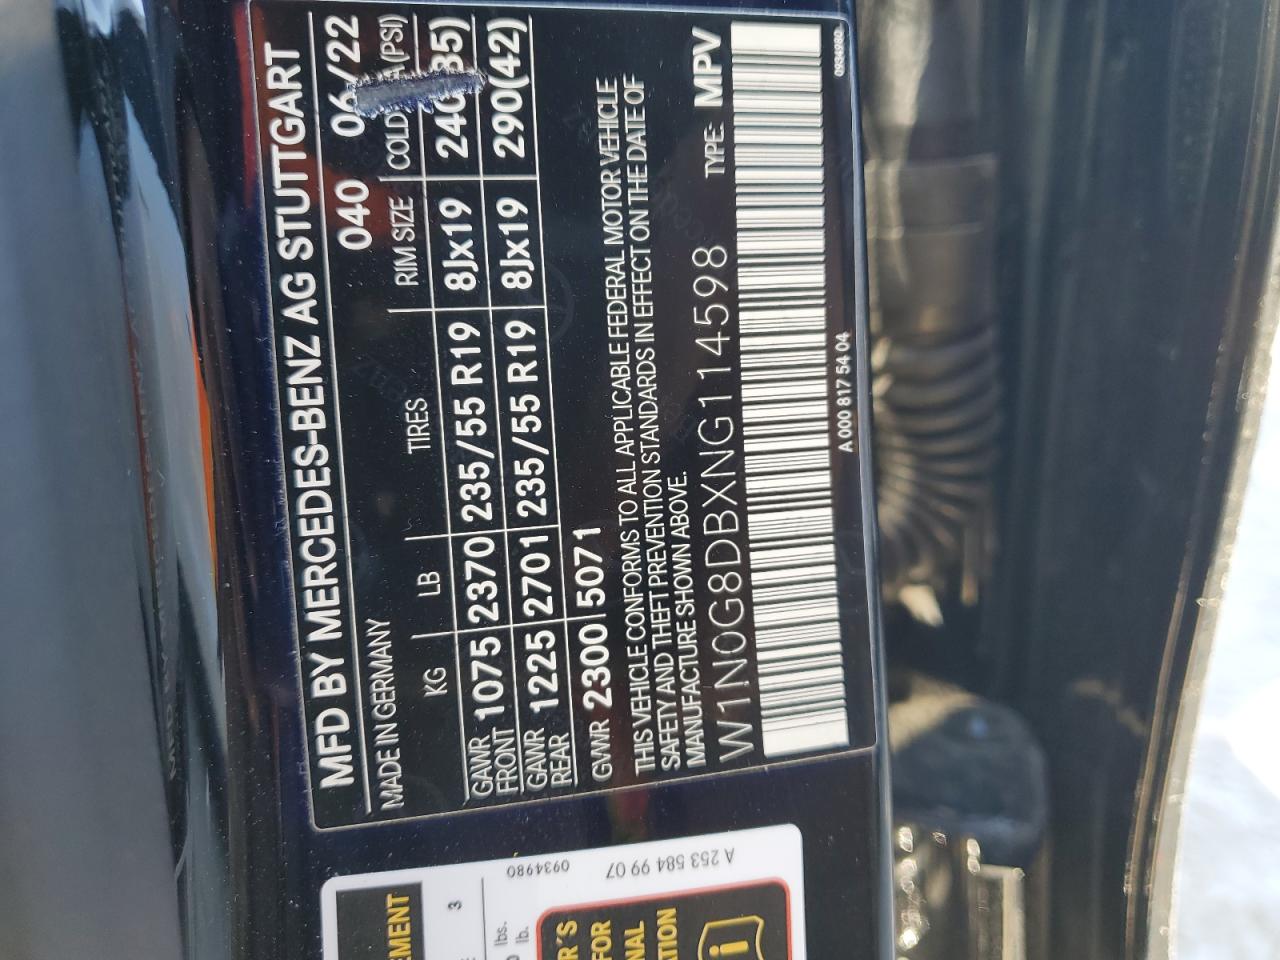 MFD BY MERCEDES-BENZ AG STUTTGART
MADE IN GERMANY 040 06/22
KG LB TIRES RIM SIZE COLD (PSI)
GAWR FRONT 1075 2370 235/55 R19 8Jx19 240(35)
GAWR REAR 1225 2701 235/55 R19 8Jx19 290(42)
GVWR 2300 5071
THIS VEHICLE CONFORMS TO ALL APPLICABLE FEDERAL MOTOR VEHICLE
SAFETY AND THEFT PREVENTION STANDARDS IN EFFECT ON THE DATE OF
MANUFACTURE SHOWN ABOVE.
W1N0G8DBXNG114598 TYPE: MPV
A 000 817 54 04
0934980
0934980
A 253 584 99 07
EMENT
3
lbs.
lb.
R'S
FOR
NAL
ATION
i